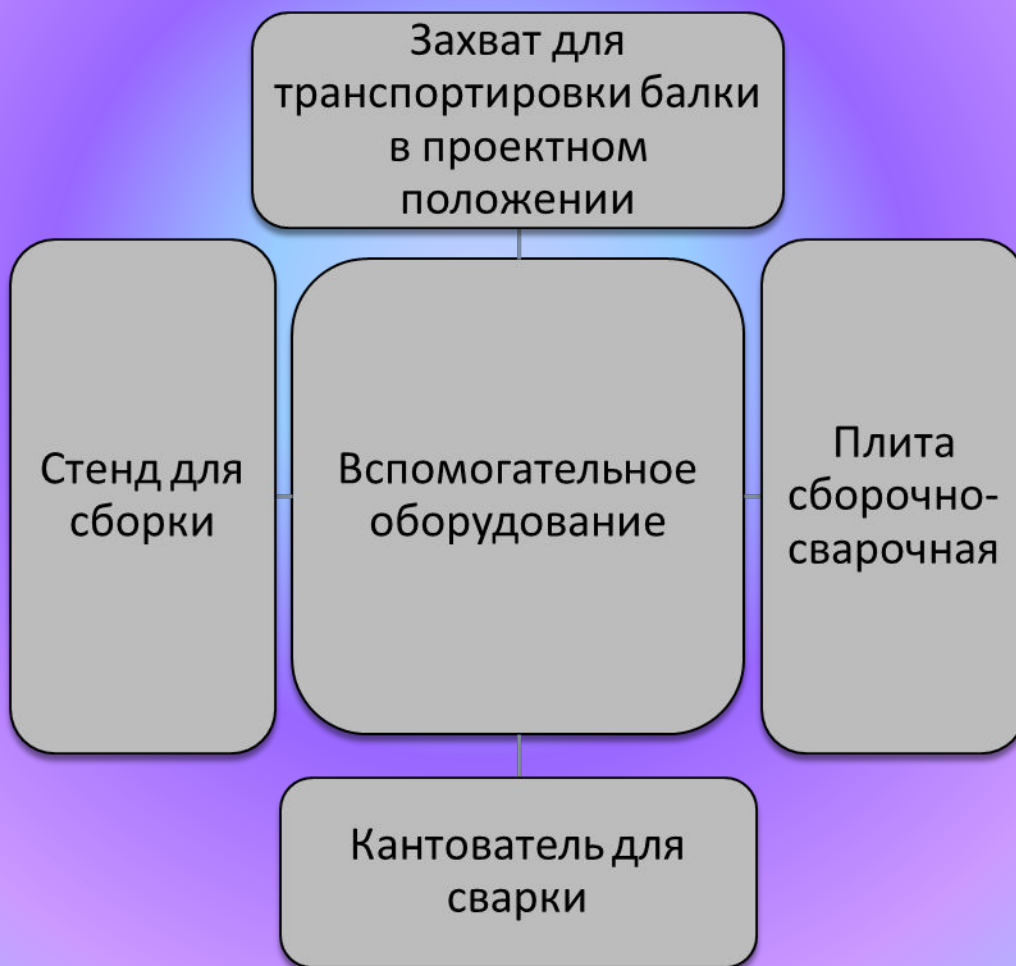 Захват для
транспортировки балки
в проектном
положении
Стенд для
сборки
Вспомогательное
оборудование
Плита
сборочно-
сварочная
Кантователь для
сварки